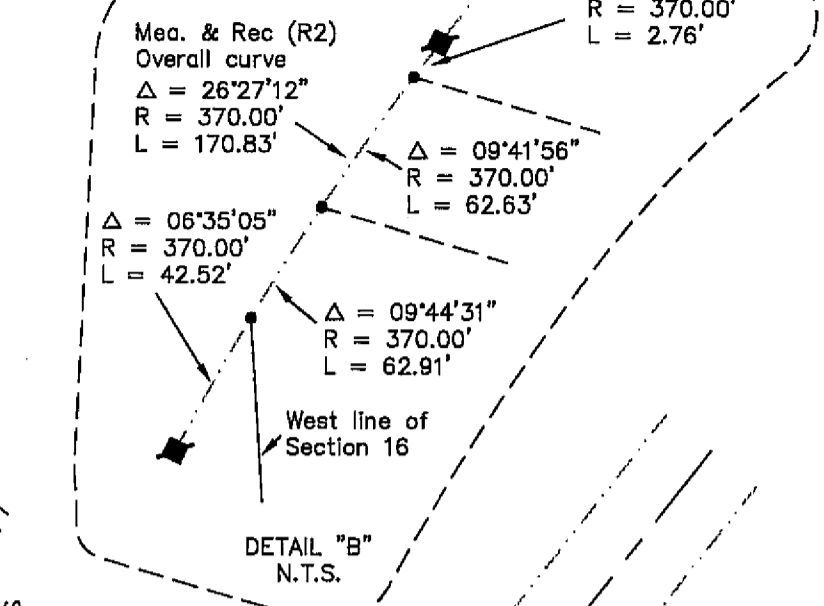 R = 370.00'
L = 2.76'
Mea. & Rec (R2)
Overall curve
Δ = 26°27'12"
R = 370.00'
L = 170.83'
Δ = 09°41'56"
R = 370.00'
L = 62.63'
Δ = 06°35'05"
R = 370.00'
L = 42.52'
Δ = 09°44'31"
R = 370.00'
L = 62.91'
West line of
Section 16
DETAIL "B"
N.T.S.